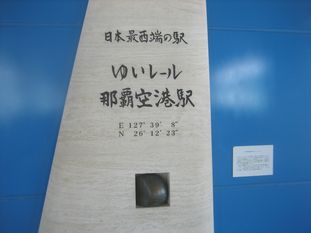 日本最西端の駅
ゆいレール
那覇空港駅
E 127° 39′ 8″
N 26° 12′ 23″